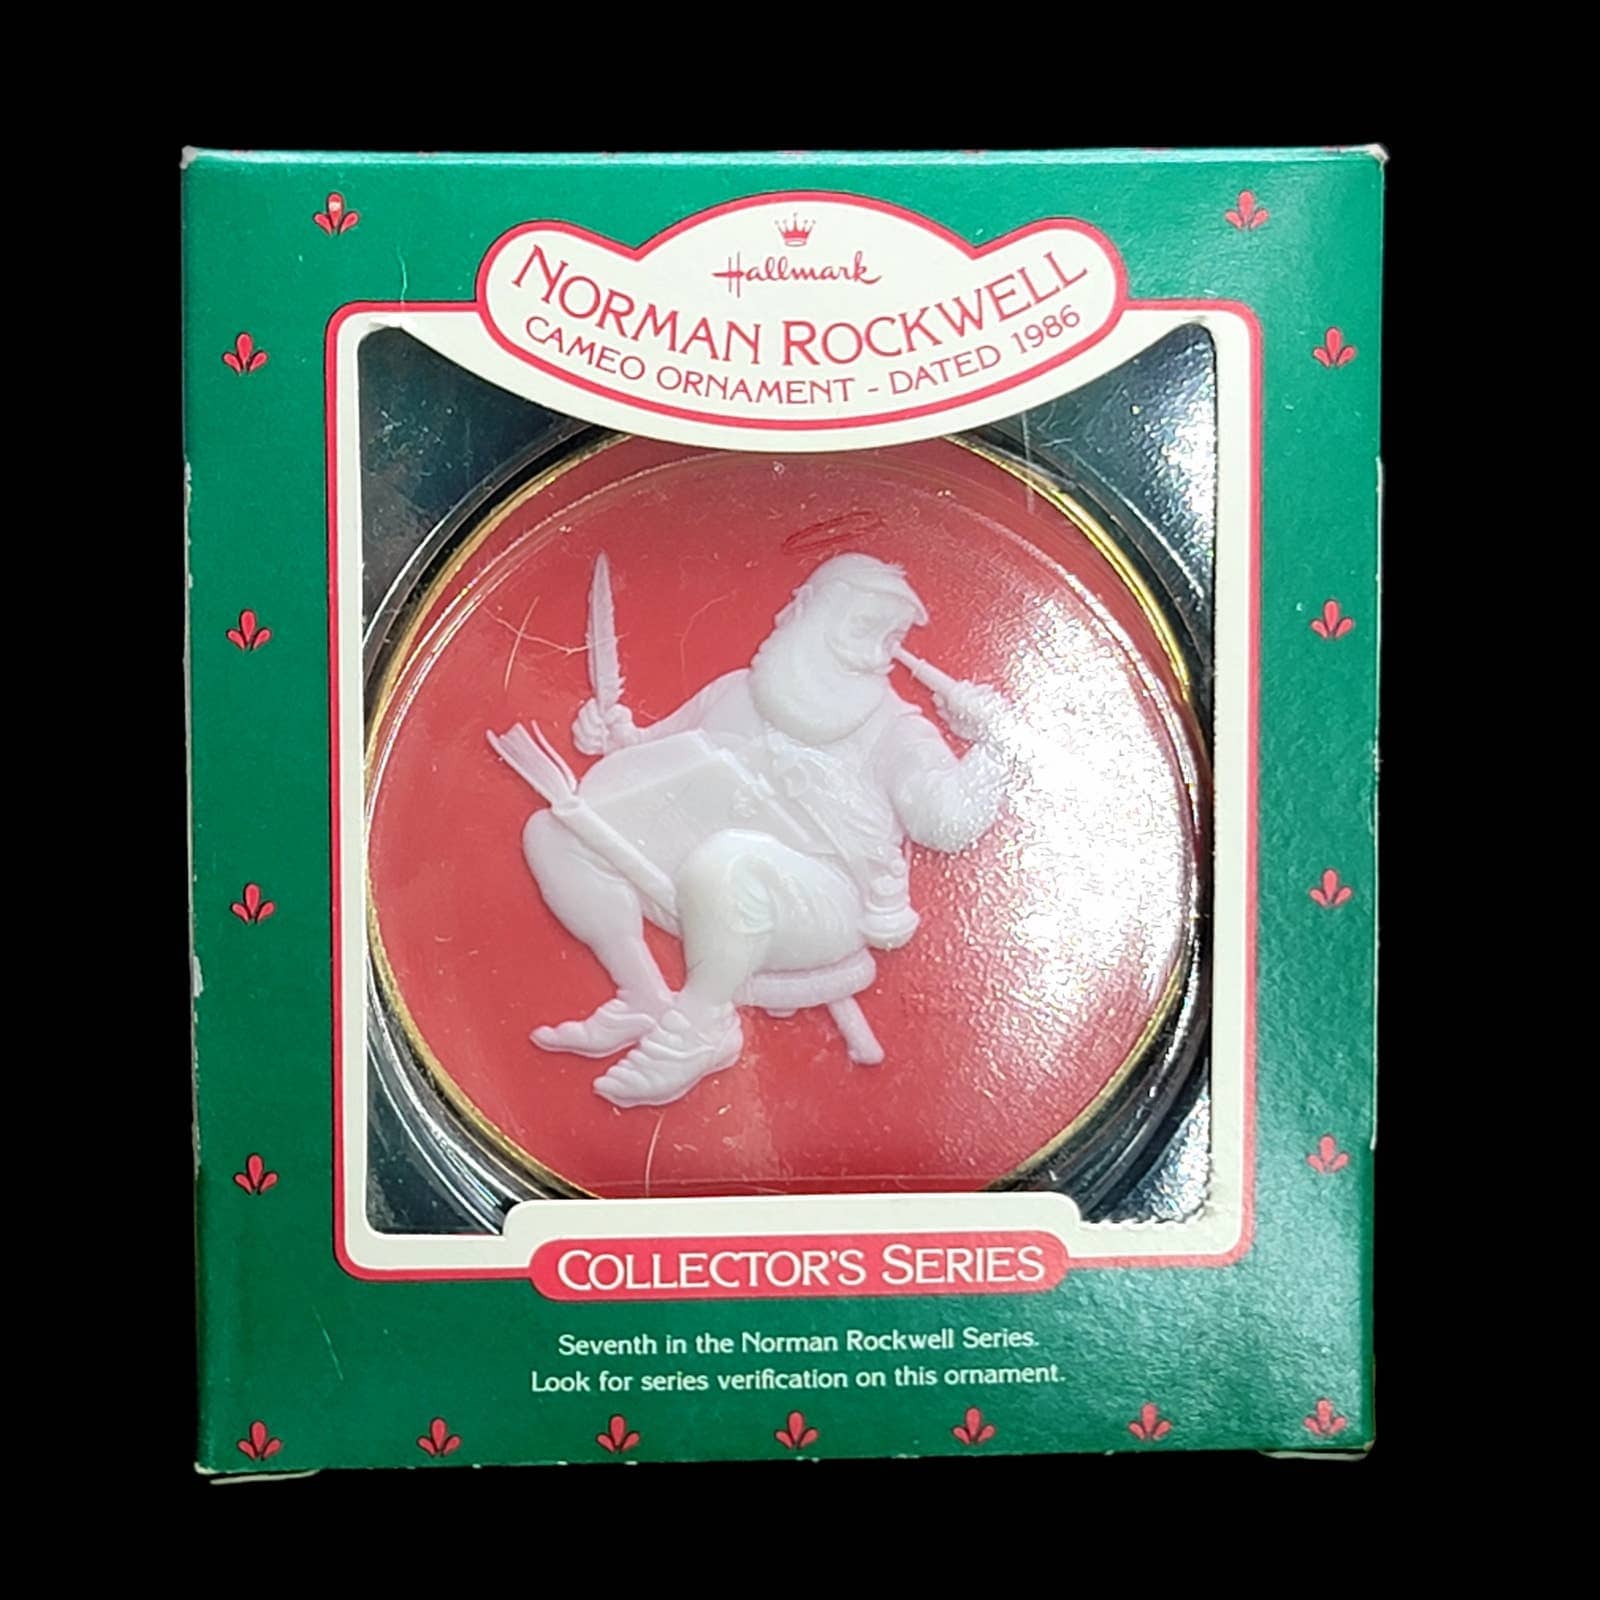 Hallmark
NORMAN ROCKWELL
CAMEO ORNAMENT - DATED 1986
COLLECTOR'S SERIES
Seventh in the Norman Rockwell Series.
Look for series verification on this ornament.